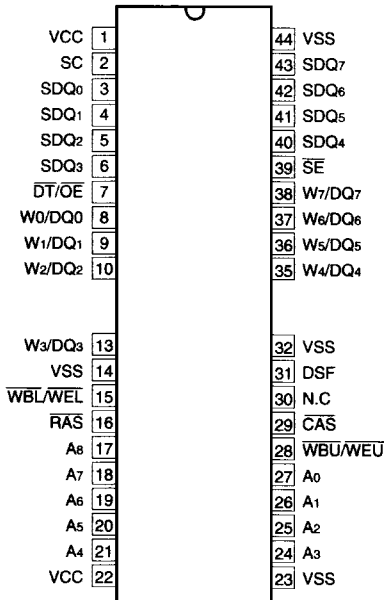 VCC 1 44 VSS
SC 2 43 SDQ7
SDQ0 3 42 SDQ6
SDQ1 4 41 SDQ5
SDQ2 5 40 SDQ4
SDQ3 6 39 SE
DT/OE 7 38 W7/DQ7
W0/DQ0 8 37 W6/DQ6
W1/DQ1 9 36 W5/DQ5
W2/DQ2 10 35 W4/DQ4
W3/DQ3 13 32 VSS
VSS 14 31 DSF
WBL/WEL 15 30 N.C
RAS 16 29 CAS
A8 17 28 WBU/WEU
A7 18 27 A0
A6 19 26 A1
A5 20 25 A2
A4 21 24 A3
VCC 22 23 VSS